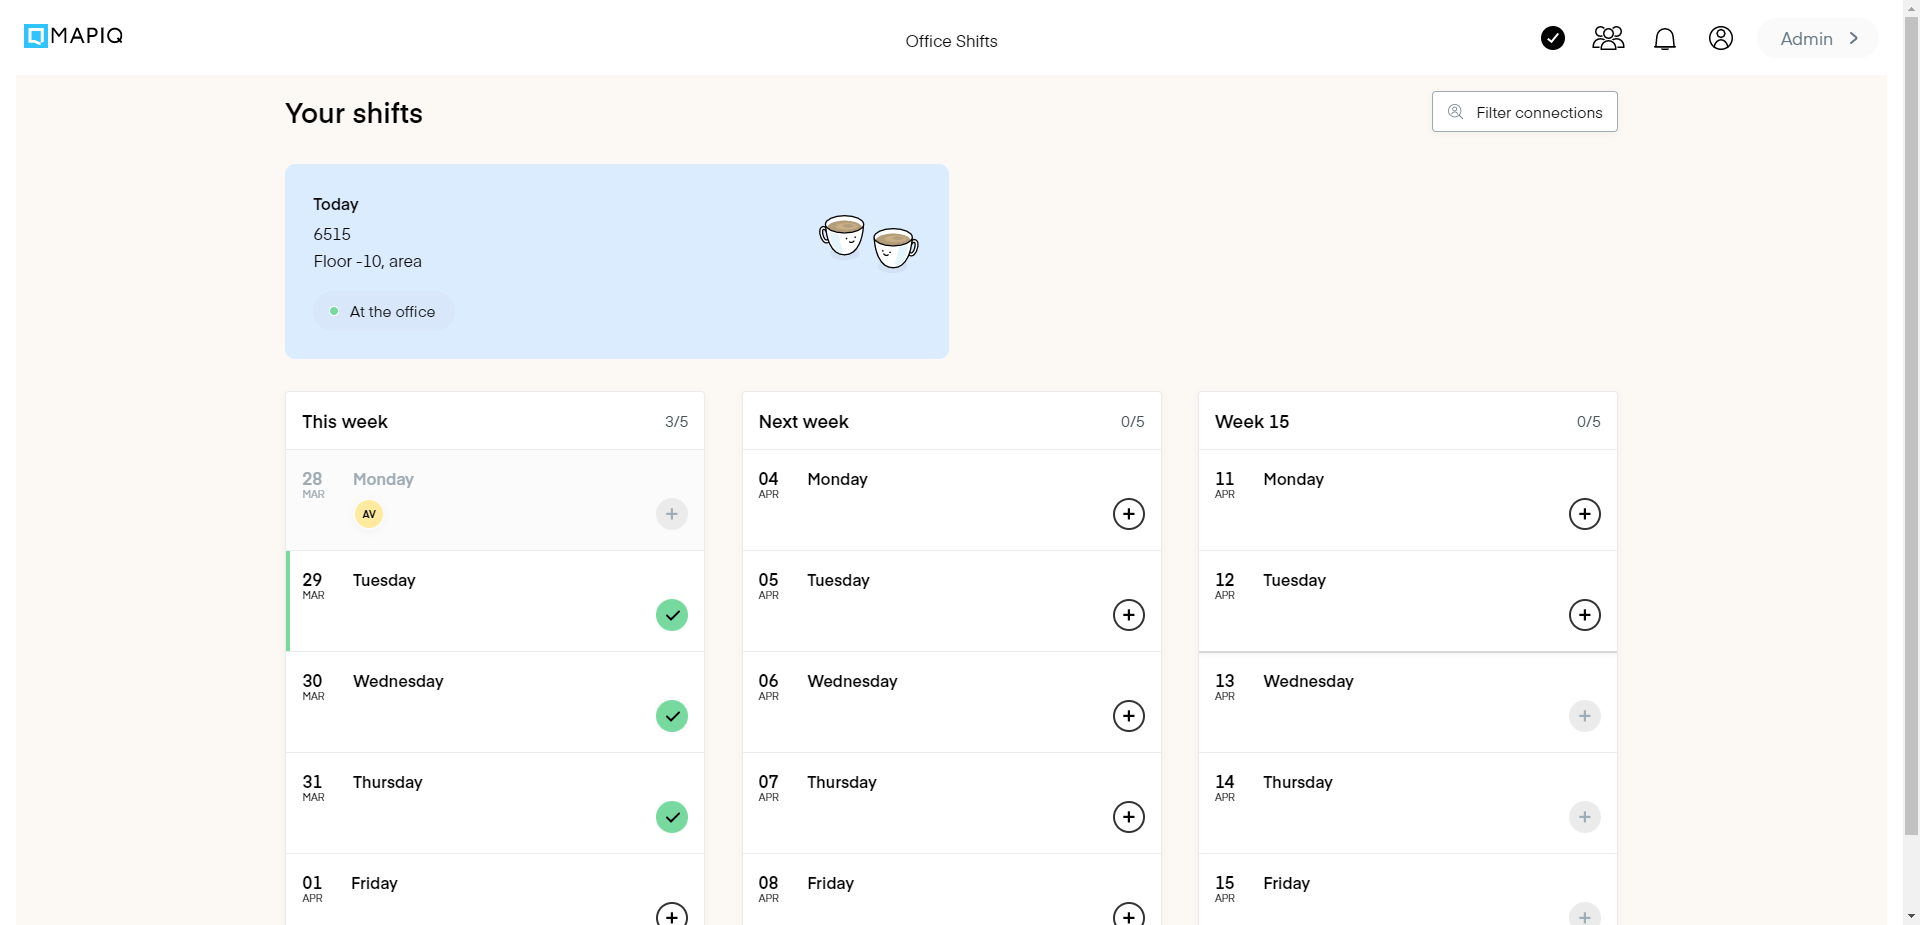 MAPIQ
Office Shifts
Admin
Your shifts
Filter connections
Today
6515
Floor -10, area
At the office
This week
3/5
28
MAR
Monday
AV
29
MAR
Tuesday
30
MAR
Wednesday
31
MAR
Thursday
01
APR
Friday
Next week
0/5
04
APR
Monday
05
APR
Tuesday
06
APR
Wednesday
07
APR
Thursday
08
APR
Friday
Week 15
0/5
11
APR
Monday
12
APR
Tuesday
13
APR
Wednesday
14
APR
Thursday
15
APR
Friday